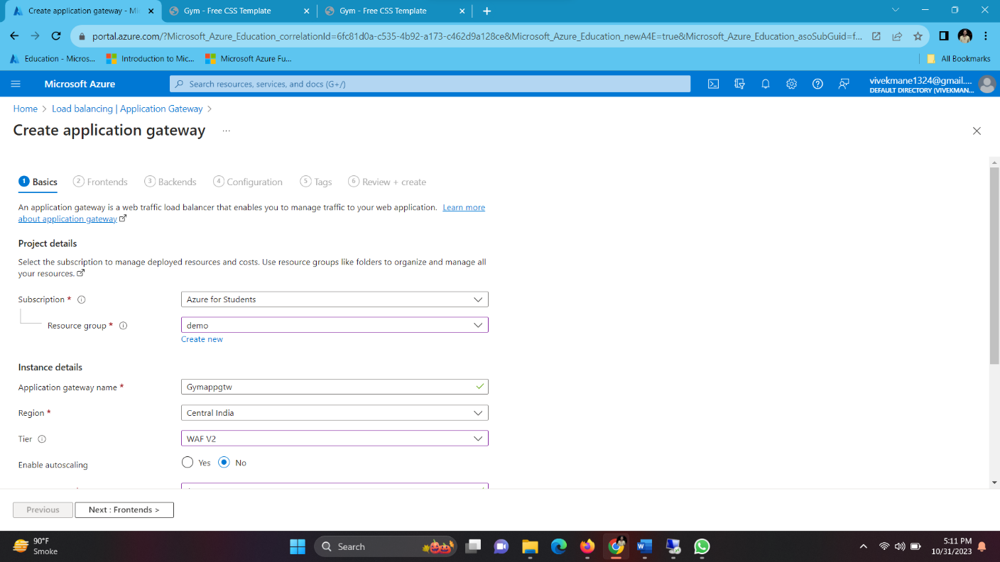 Create application gateway - Mi
Gym - Free CSS Template
Gym - Free CSS Template
portal.azure.com/?Microsoft_Azure_Education_correlationId=6fc81d0a-c535-4b92-a173-c462d9a128ce&Microsoft_Azure_Education_newA4E=true&Microsoft_Azure_Education_asoSubGuid=f...
Education - Micros...
Introduction to Mic...
Microsoft Azure Fu...
All Bookmarks
Microsoft Azure
Search resources, services, and docs (G+/)
vivekmane1324@gmail....
DEFAULT DIRECTORY (VIVEKMAN...
Home > Load balancing | Application Gateway >
Create application gateway ...
1 Basics
2 Frontends
3 Backends
4 Configuration
5 Tags
6 Review + create
An application gateway is a web traffic load balancer that enables you to manage traffic to your web application. Learn more
about application gateway
Project details
Select the subscription to manage deployed resources and costs. Use resource groups like folders to organize and manage all
your resources.
Subscription *
Azure for Students
Resource group *
demo
Create new
Instance details
Application gateway name *
Gymappgtw
Region *
Central India
Tier
WAF V2
Enable autoscaling
Yes
No
Previous
Next : Frontends >
90°F
Smoke
Search
5:11 PM
10/31/2023